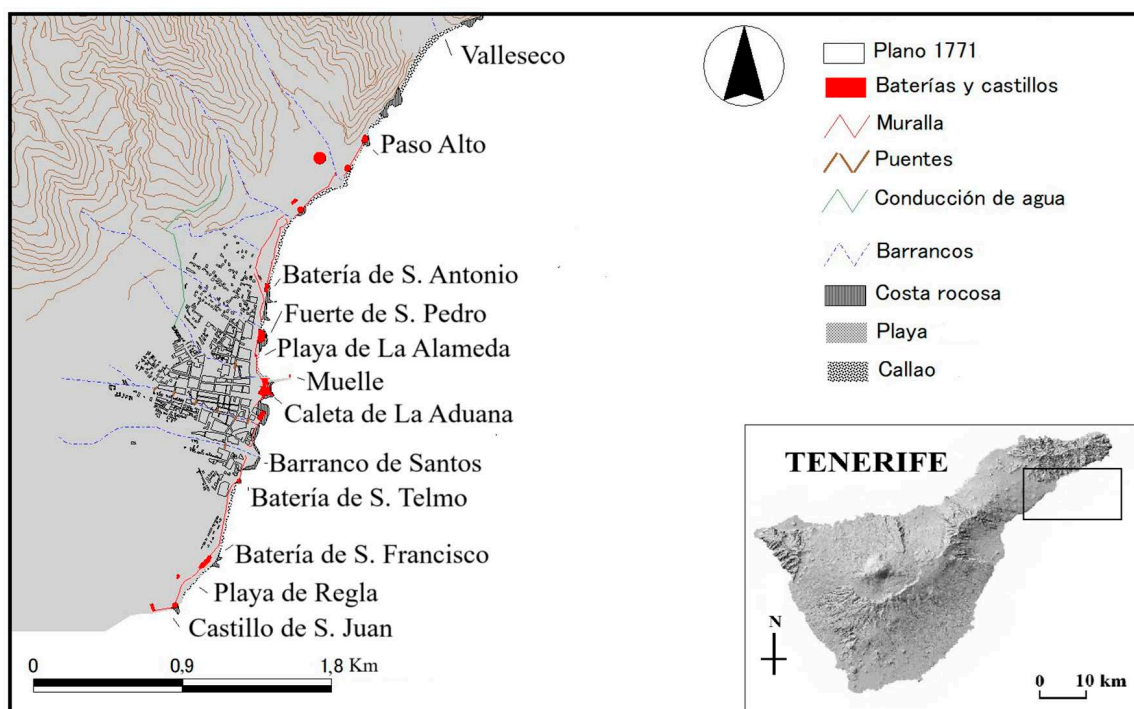 Valleseco
Paso Alto
Batería de S. Antonio
Fuerte de S. Pedro
Playa de La Alameda
Muelle
Caleta de La Aduana
Barranco de Santos
Batería de S. Telmo
Batería de S. Francisco
Playa de Regla
Castillo de S. Juan
0 0,9 1,8 Km
Plano 1771
Baterías y castillos
Muralla
Puentes
Conducción de agua
Barrancos
Costa rocosa
Playa
Callao
TENERIFE
N
0 10 km